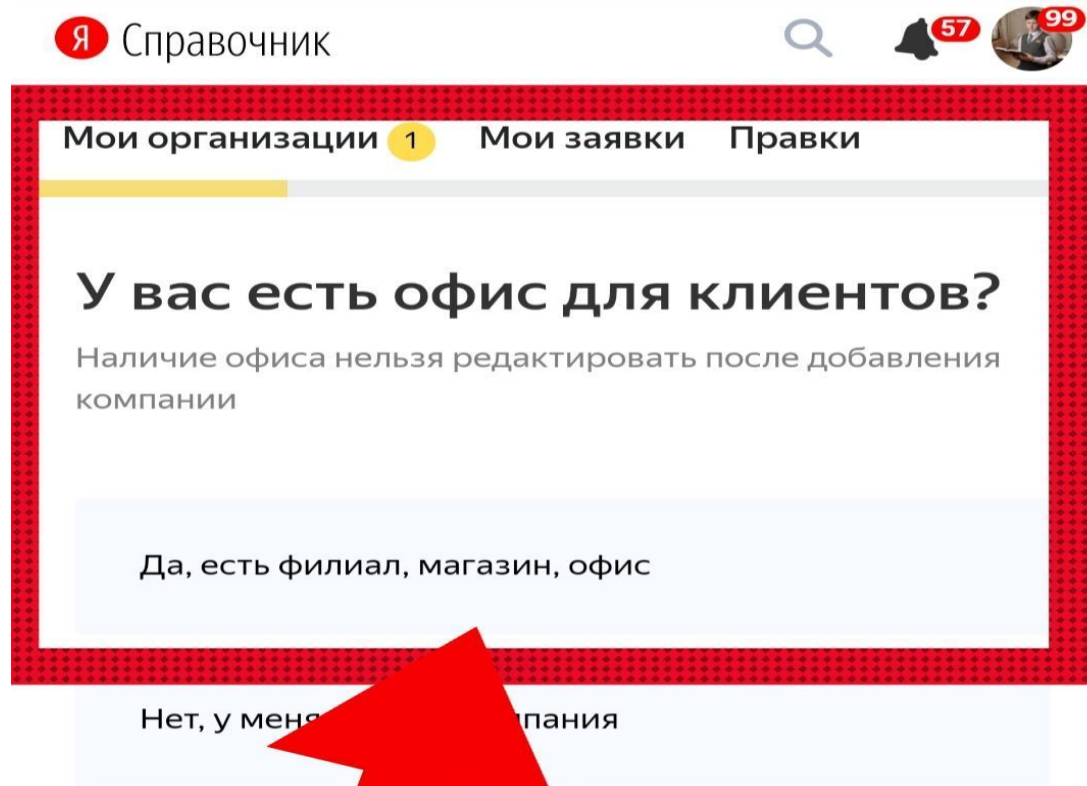 Я Справочник
57
99
Мои организации 1 Мои заявки Правки
У вас есть офис для клиентов?
Наличие офиса нельзя редактировать после добавления
компании
Да, есть филиал, магазин, офис
Нет, у меня